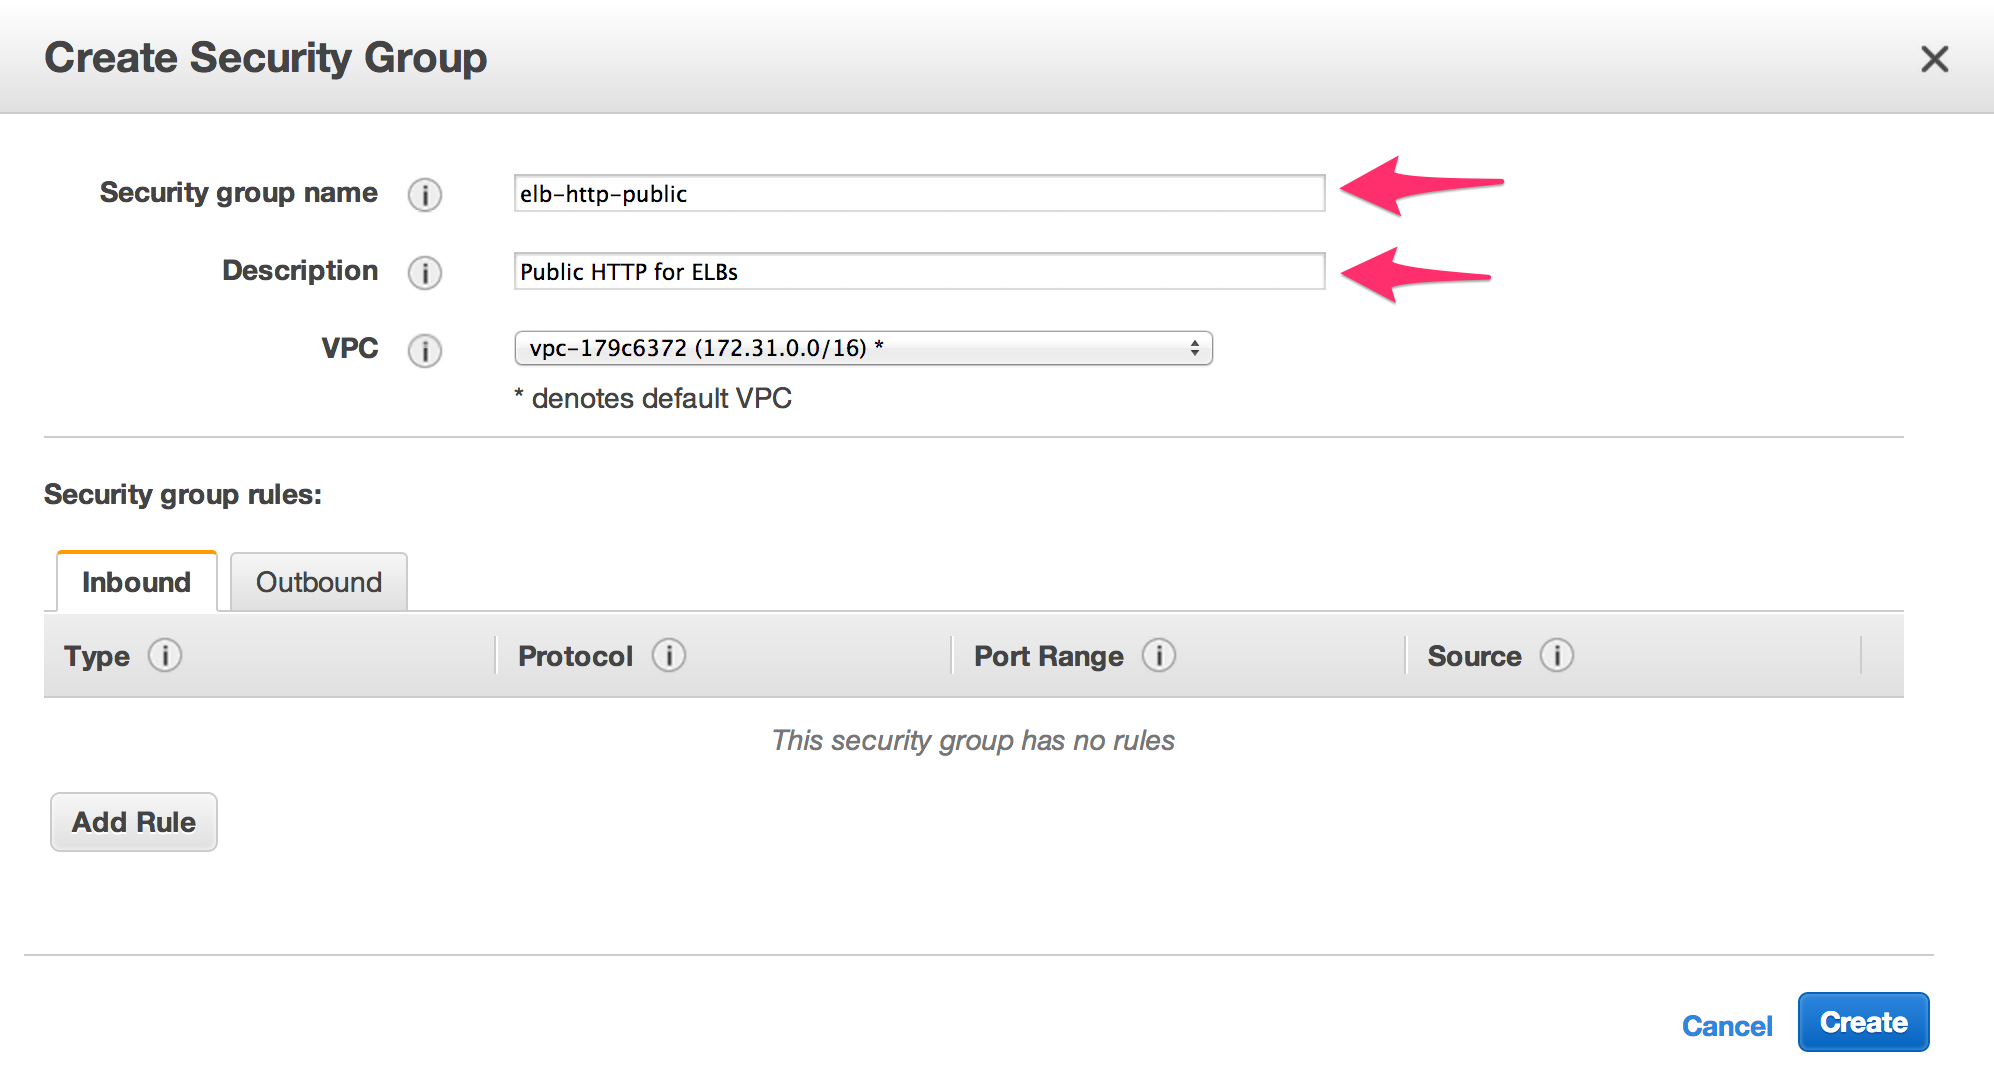 Create Security Group
Security group name
elb-http-public
Description
Public HTTP for ELBs
VPC
vpc-179c6372 (172.31.0.0/16) *
* denotes default VPC
Security group rules:
Inbound Outbound
Type Protocol Port Range Source
This security group has no rules
Add Rule
Cancel Create